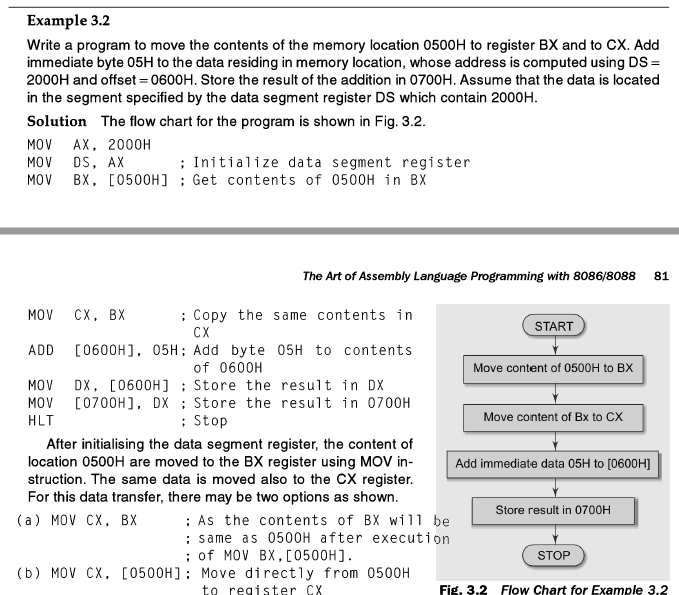 Example 3.2
Write a program to move the contents of the memory location 0500H to register BX and to CX. Add
immediate byte 05H to the data residing in memory location, whose address is computed using DS =
2000H and offset = 0600H. Store the result of the addition in 0700H. Assume that the data is located
in the segment specified by the data segment register DS which contain 2000H.
Solution The flow chart for the program is shown in Fig. 3.2.
MOV AX, 2000H
MOV DS, AX ; Initialize data segment register
MOV BX, [0500H] ; Get contents of 0500H in BX
The Art of Assembly Language Programming with 8086/8088 81
MOV CX, BX ; Copy the same contents in
CX
ADD [0600H], 05H; Add byte 05H to contents
of 0600H
MOV DX, [0600H] ; Store the result in DX
MOV [0700H], DX ; Store the result in 0700H
HLT ; Stop
After initialising the data segment register, the content of
location 0500H are moved to the BX register using MOV in-
struction. The same data is moved also to the CX register.
For this data transfer, there may be two options as shown.
(a) MOV CX, BX ; As the contents of BX will be
; same as 0500H after execution
; of MOV BX,[0500H].
(b) MOV CX, [0500H]; Move directly from 0500H
to register CX
START
Move content of 0500H to BX
Move content of Bx to CX
Add immediate data 05H to [0600H]
Store result in 0700H
STOP
Fig. 3.2 Flow Chart for Example 3.2